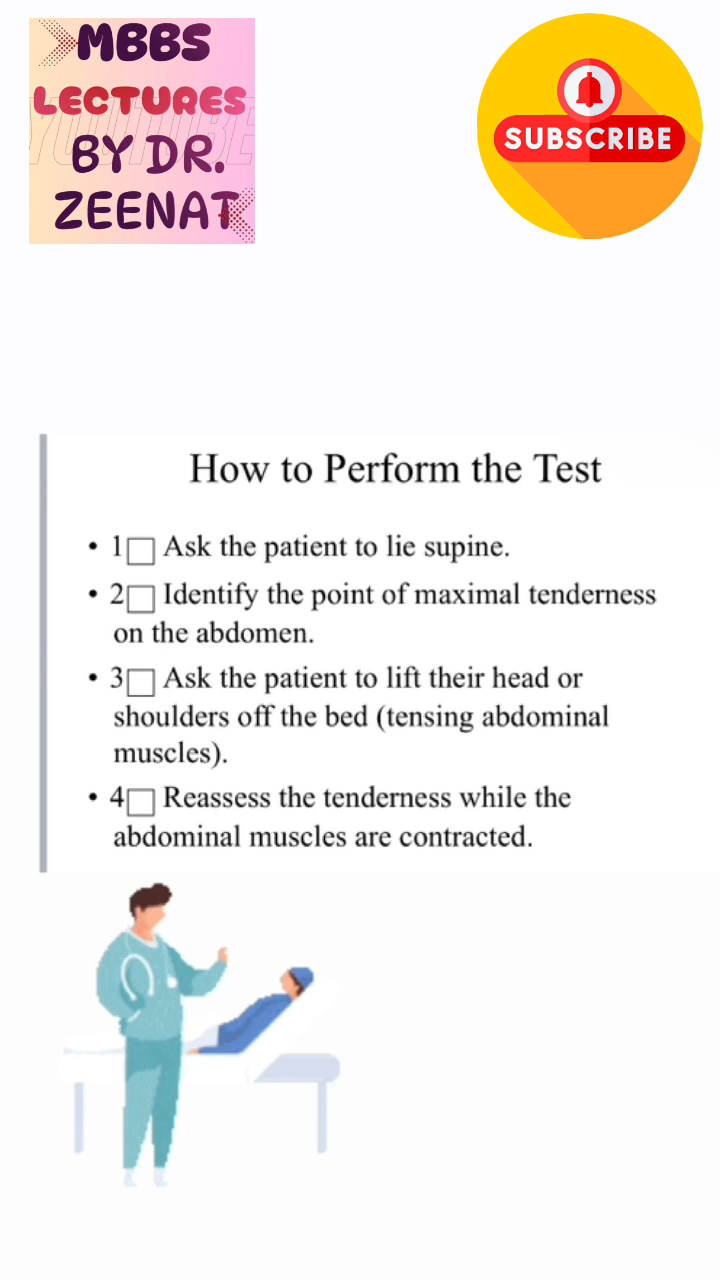 MBBS
LECTURES
BY DR.
ZEENAT
SUBSCRIBE
How to Perform the Test
• 1□ Ask the patient to lie supine.
• 2□ Identify the point of maximal tenderness
on the abdomen.
• 3□ Ask the patient to lift their head or
shoulders off the bed (tensing abdominal
muscles).
• 4□ Reassess the tenderness while the
abdominal muscles are contracted.